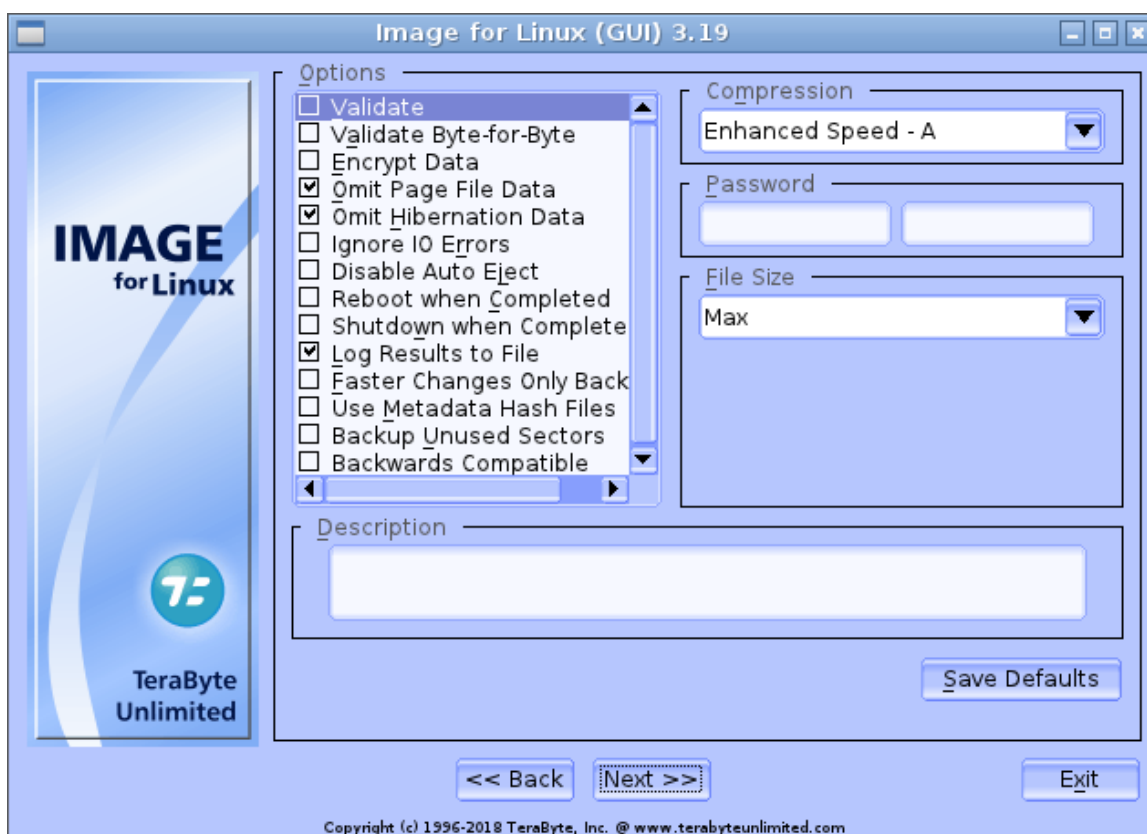 Image for Linux (GUI) 3.19
IMAGE
for Linux
TeraByte
Unlimited
Options
Validate
Validate Byte-for-Byte
Encrypt Data
Omit Page File Data
Omit Hibernation Data
Ignore IO Errors
Disable Auto Eject
Reboot when Completed
Shutdown when Complete
Log Results to File
Faster Changes Only Back
Use Metadata Hash Files
Backup Unused Sectors
Backwards Compatible
Compression
Enhanced Speed - A
Password
File Size
Max
Description
Save Defaults
<< Back
Next >>
Exit
Copyright (c) 1996-2018 TeraByte, Inc. @ www.terabyteunlimited.com